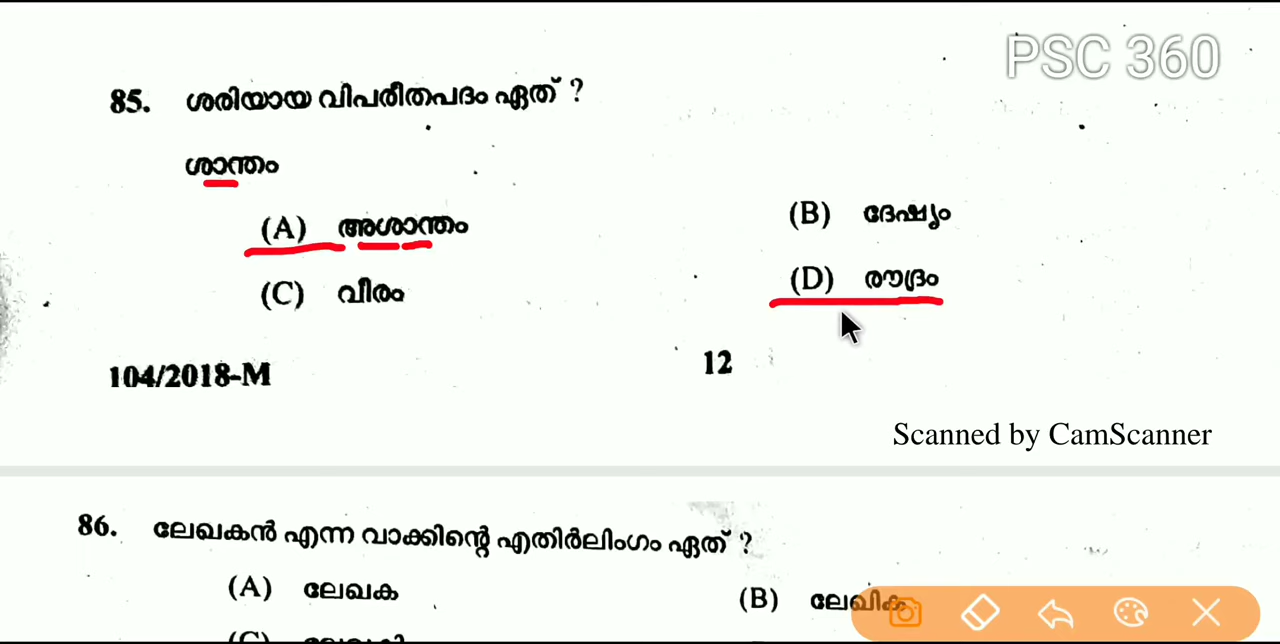 PSC 360
85. ശരിയായ വിപരീതപദം ഏത് ?
ശാന്തം
(A) അശാന്തം (B) ദേഷ്യം
(C) വീരം (D) രൗദ്രം
104/2018-M 12
Scanned by CamScanner
86. ലേഖകൻ എന്ന വാക്കിന്റെ എതിർലിംഗം ഏത് ?
(A) ലേഖക (B) ലേഖിക
(C)